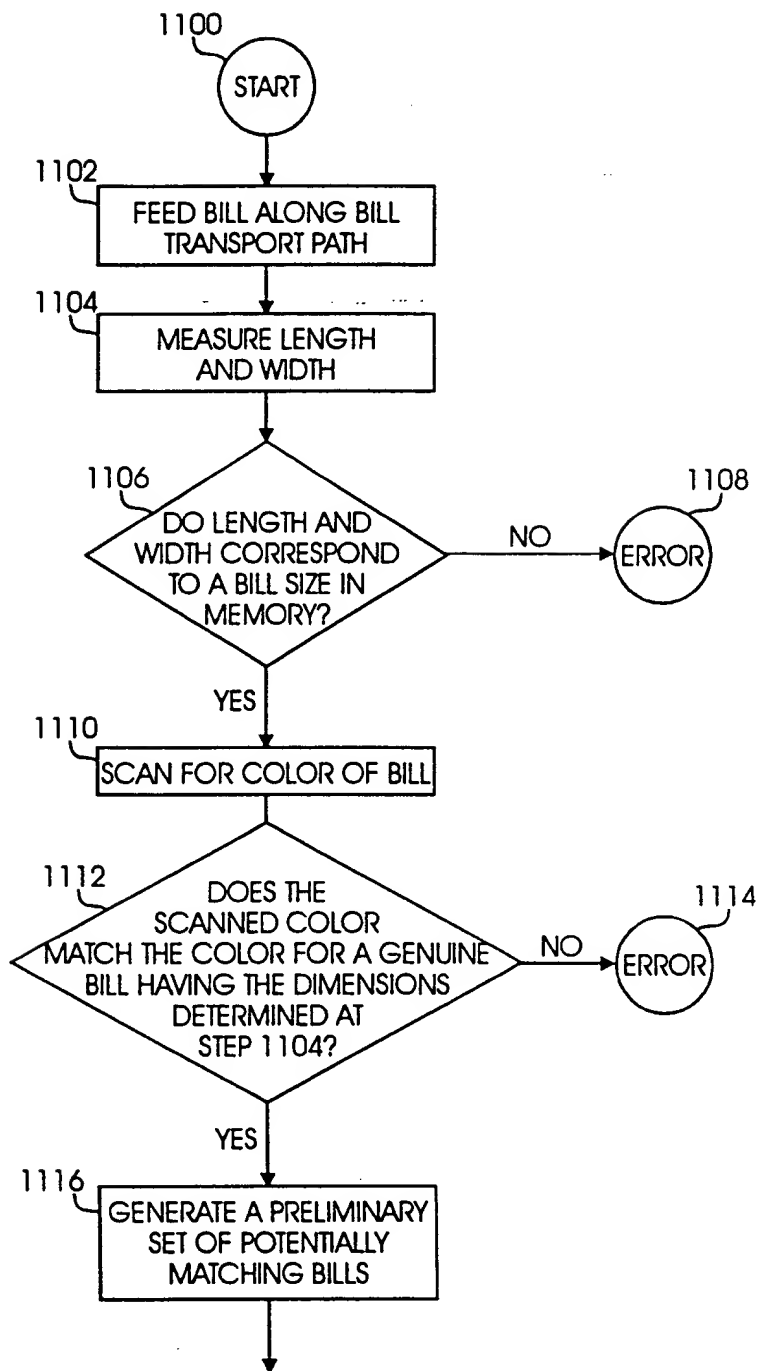 1100
START
1102
FEED BILL ALONG BILL
TRANSPORT PATH
1104
MEASURE LENGTH
AND WIDTH
1106
DO LENGTH AND
WIDTH CORRESPOND
TO A BILL SIZE IN
MEMORY?
NO
1108
ERROR
YES
1110
SCAN FOR COLOR OF BILL
1112
DOES THE
SCANNED COLOR
MATCH THE COLOR FOR A GENUINE
BILL HAVING THE DIMENSIONS
DETERMINED AT
STEP 1104?
NO
1114
ERROR
YES
1116
GENERATE A PRELIMINARY
SET OF POTENTIALLY
MATCHING BILLS